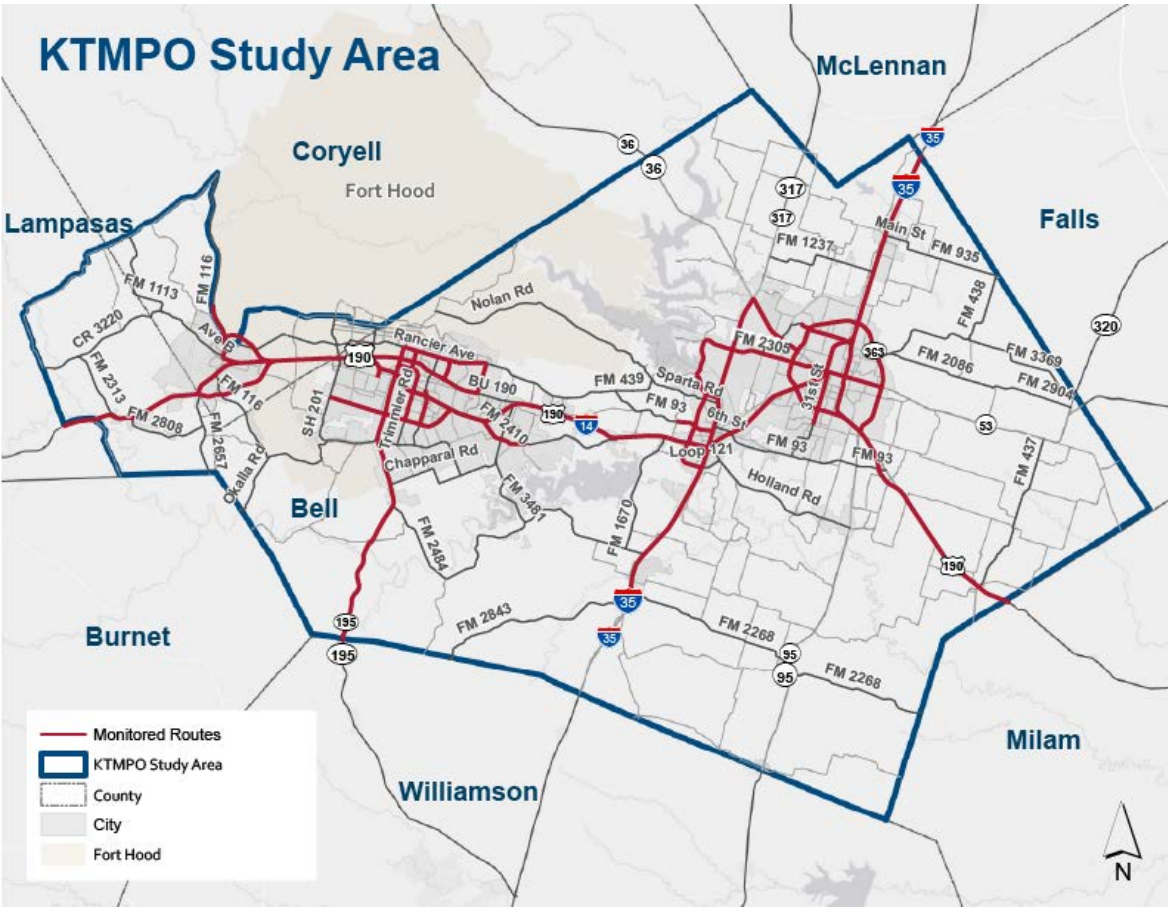 KTMPO Study Area
McLennan
36
35
36
Coryell
35
317
Fort Hood
317
Lampasas
Main St
Falls
FM 1237
FM 935
FM 116
FM 1113
Nolan Rd
FM 438
CR 3220
Ave B
Rancier Ave
320
190
FM 2305
363
FM 3369
FM 2313
BU 190
FM 439
Sparta Rd
FM 2086
FM 2904
FM 116
Trimmier Rd
31st St
SH 201
FM 2808
FM 2410
190
FM 93
6th St
53
14
FM 2657
Okalla Rd
Chapparal Rd
Loop 121
FM 93
FM 93
FM 437
Bell
FM 3481
Holland Rd
FM 1670
FM 2484
190
35
195
FM 2843
Burnet
35
FM 2268
195
95
95
FM 2268
Monitored Routes
KTMPO Study Area
County
City
Fort Hood
Milam
Williamson
N